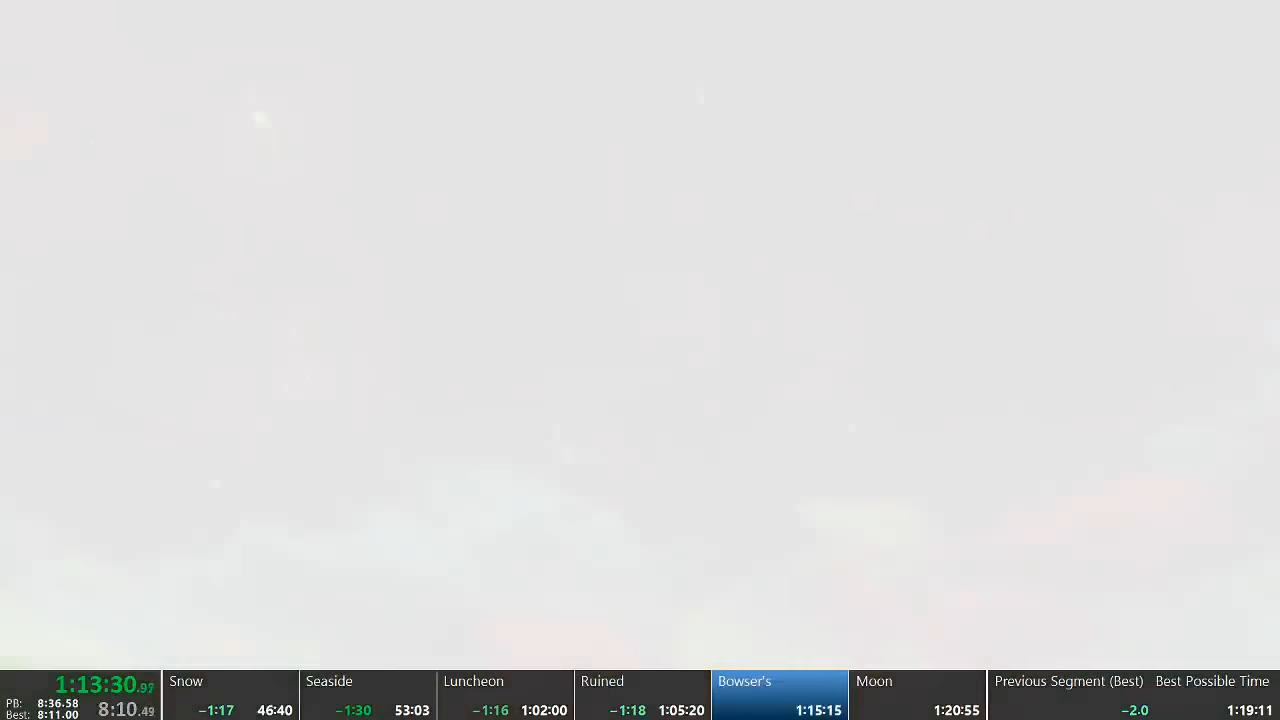 1:13:30.97
PB: 8:36.58
Best: 8:11.00
8:10.49
Snow
−1:17 46:40
Seaside
−1:30 53:03
Luncheon
−1:16 1:02:00
Ruined
−1:18 1:05:20
Bowser's
1:15:15
Moon
1:20:55
Previous Segment (Best)
−2.0
Best Possible Time
1:19:11